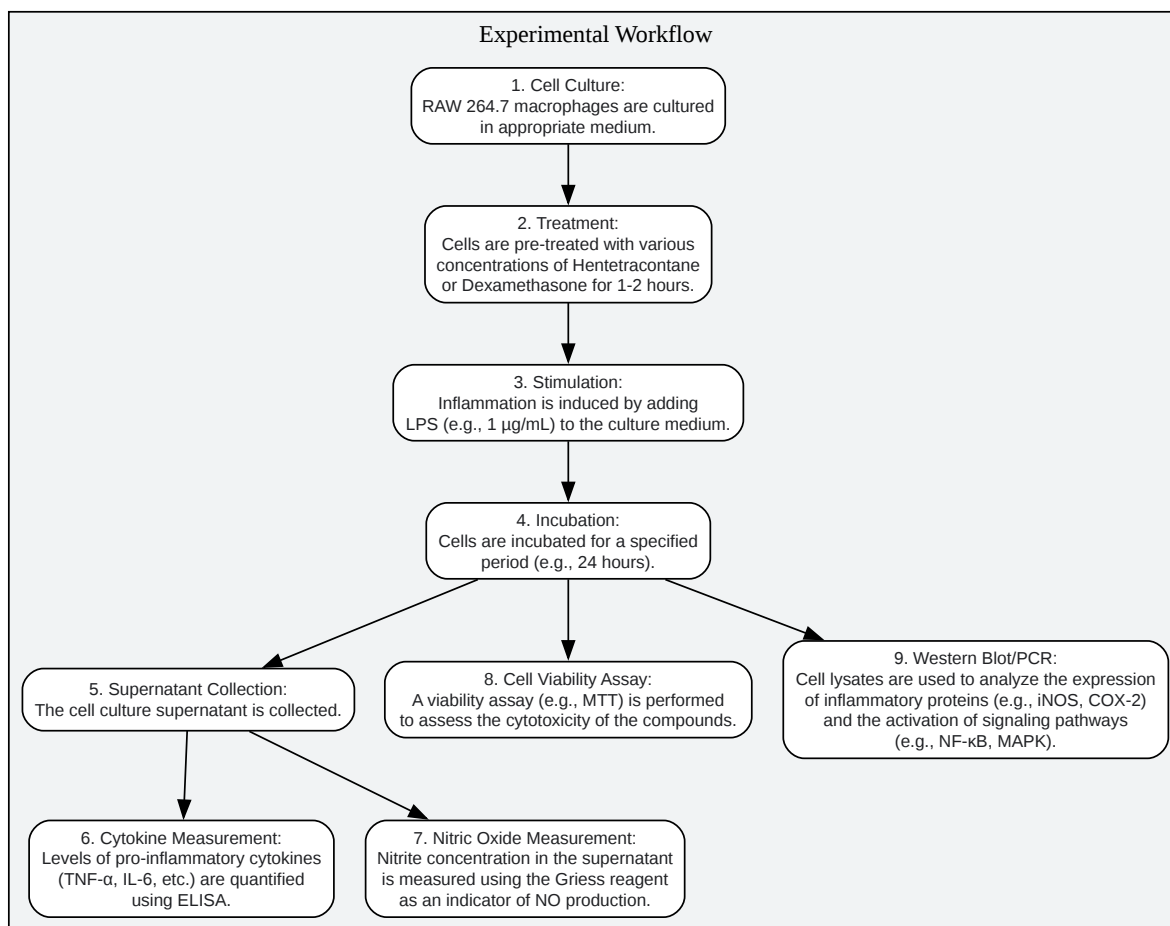 Experimental Workflow
1. Cell Culture:
RAW 264.7 macrophages are cultured
in appropriate medium.
2. Treatment:
Cells are pre-treated with various
concentrations of Hentetracontane
or Dexamethasone for 1-2 hours.
3. Stimulation:
Inflammation is induced by adding
LPS (e.g., 1 µg/mL) to the culture medium.
4. Incubation:
Cells are incubated for a specified
period (e.g., 24 hours).
5. Supernatant Collection:
The cell culture supernatant is collected.
8. Cell Viability Assay:
A viability assay (e.g., MTT) is performed
to assess the cytotoxicity of the compounds.
9. Western Blot/PCR:
Cell lysates are used to analyze the expression
of inflammatory proteins (e.g., iNOS, COX-2)
and the activation of signaling pathways
(e.g., NF-κB, MAPK).
6. Cytokine Measurement:
Levels of pro-inflammatory cytokines
(TNF-α, IL-6, etc.) are quantified
using ELISA.
7. Nitric Oxide Measurement:
Nitrite concentration in the supernatant
is measured using the Griess reagent
as an indicator of NO production.